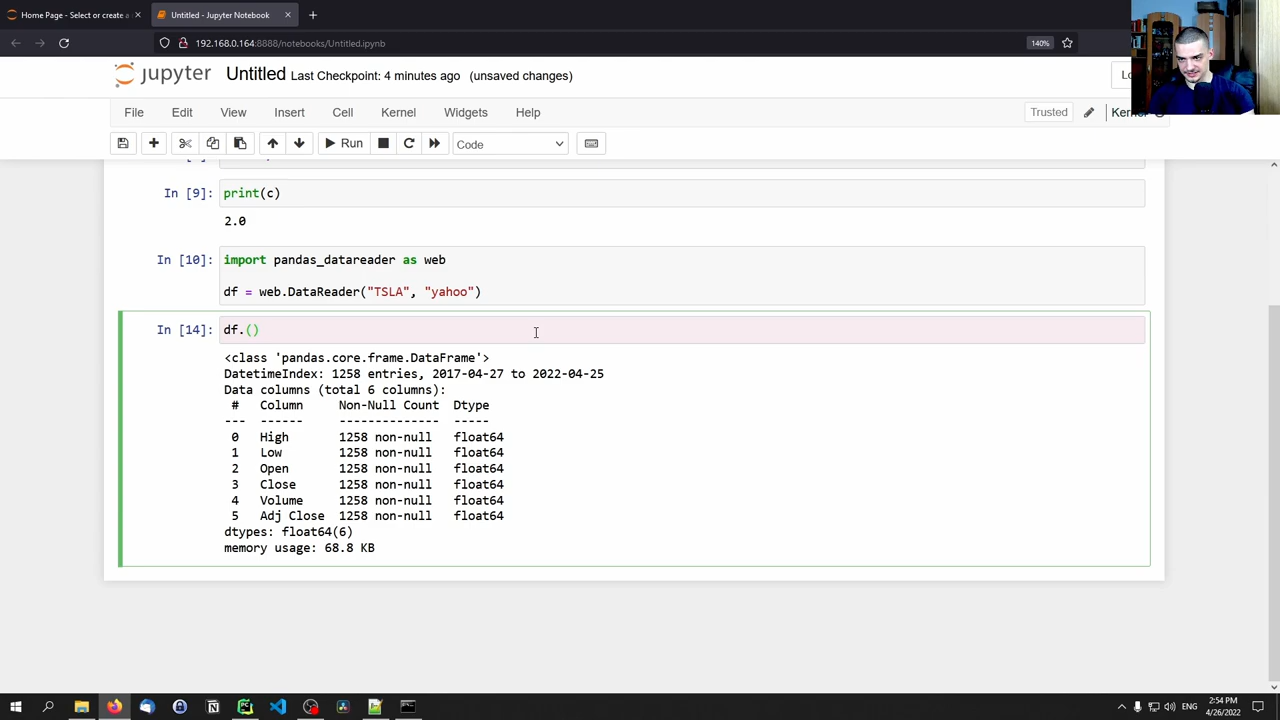 Home Page - Select or create a
Untitled - Jupyter Notebook
192.168.0.164:8888/notebooks/Untitled.ipynb
140%
jupyter Untitled Last Checkpoint: 4 minutes ago (unsaved changes)
File Edit View Insert Cell Kernel Widgets Help
Trusted
Run
Code
In [9]: print(c)
2.0
In [10]: import pandas_datareader as web
df = web.DataReader("TSLA", "yahoo")
In [14]: df.()
<class 'pandas.core.frame.DataFrame'>
DatetimeIndex: 1258 entries, 2017-04-27 to 2022-04-25
Data columns (total 6 columns):
# Column Non-Null Count Dtype
--- ------ -------------- -----
0 High 1258 non-null float64
1 Low 1258 non-null float64
2 Open 1258 non-null float64
3 Close 1258 non-null float64
4 Volume 1258 non-null float64
5 Adj Close 1258 non-null float64
dtypes: float64(6)
memory usage: 68.8 KB
ENG
2:54 PM
4/26/2022